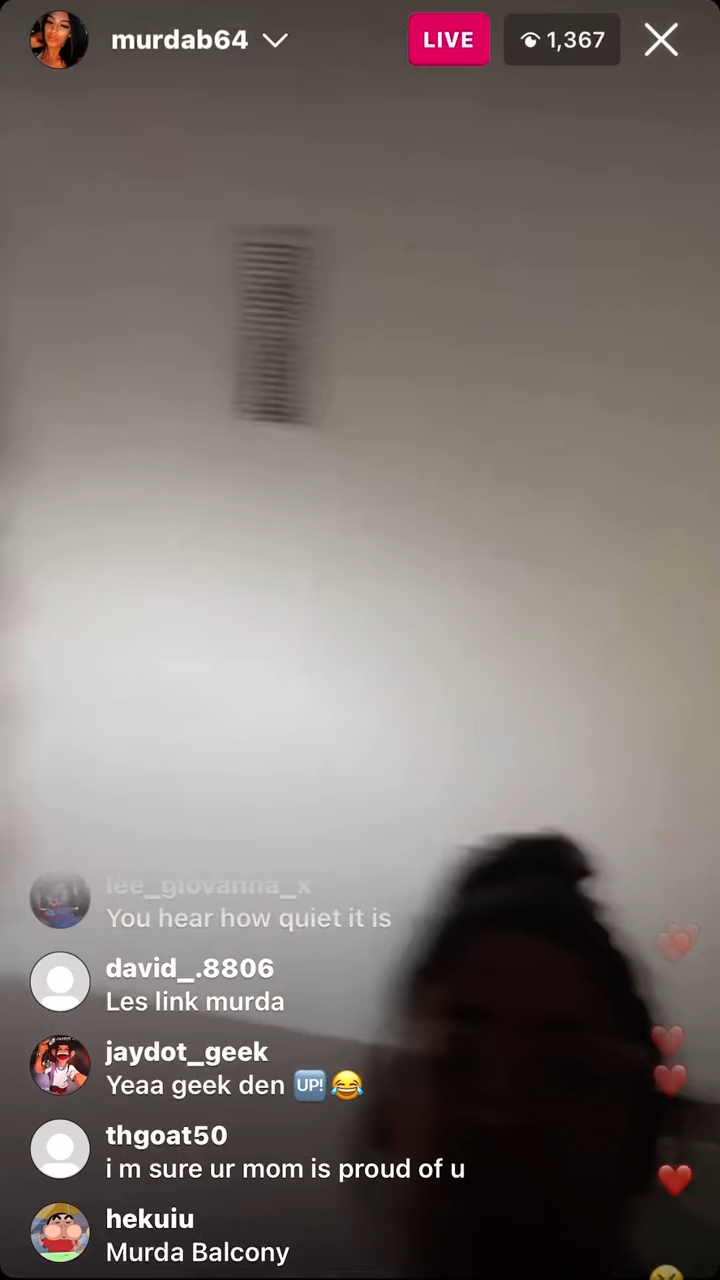 murdab64
LIVE
1,367
lee_giovanna_x
You hear how quiet it is
david_.8806
Les link murda
jaydot_geek
Yeaa geek den 🆙😂
thgoat50
i m sure ur mom is proud of u
hekuiu
Murda Balcony